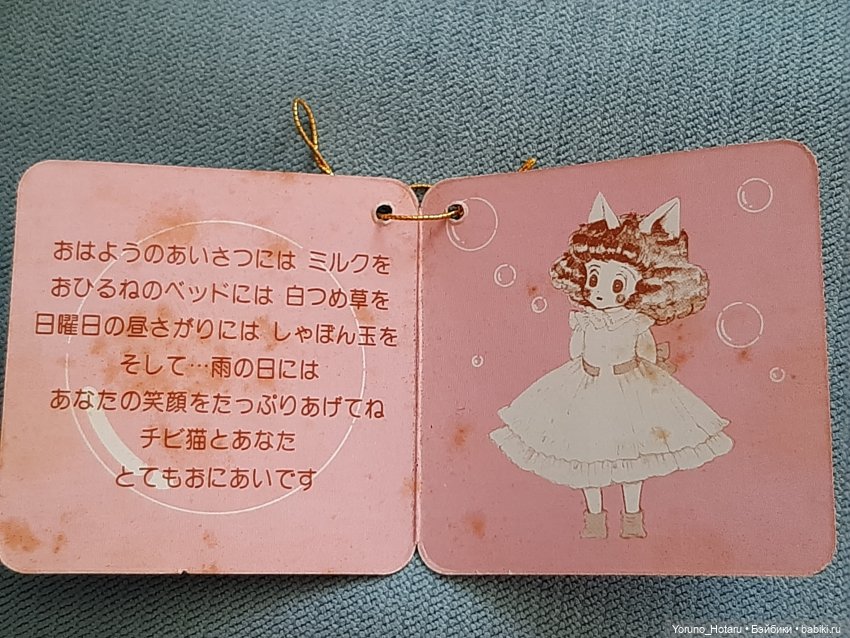 おはようのあいさつには ミルクを
おひるねのベッドには 白つめ草を
日曜日の昼さがりには しゃぼん玉を
そして…雨の日には
あなたの笑顔をたっぷりあげてね
チビ猫とあなた
とてもおにあいです
Yoruno_Hotaru • Бэйбики • babiki.ru